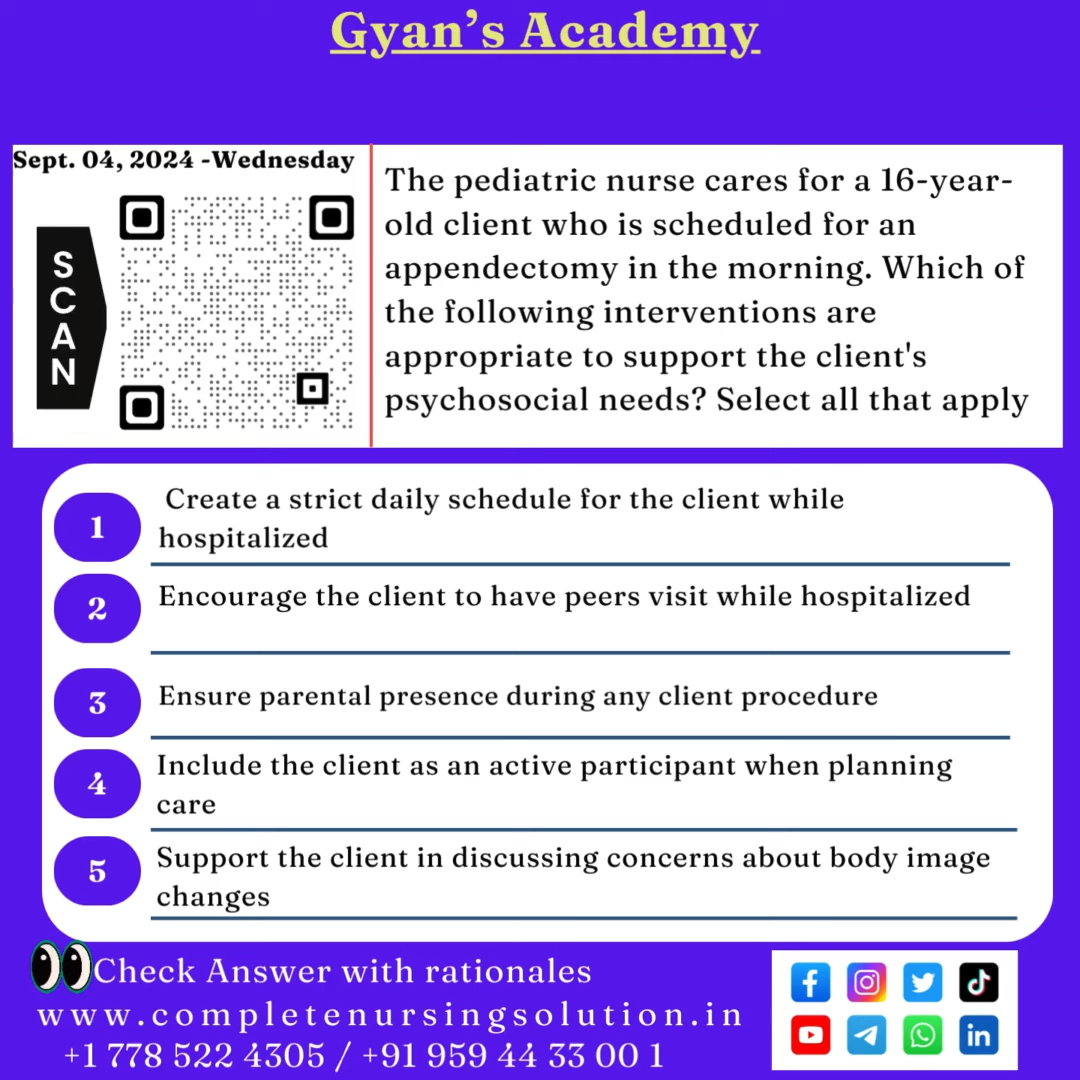 Gyan’s Academy
Sept. 04, 2024 -Wednesday
SCAN
The pediatric nurse cares for a 16-year-
old client who is scheduled for an
appendectomy in the morning. Which of
the following interventions are
appropriate to support the client's
psychosocial needs? Select all that apply
1
Create a strict daily schedule for the client while
hospitalized
2
Encourage the client to have peers visit while hospitalized
3
Ensure parental presence during any client procedure
4
Include the client as an active participant when planning
care
5
Support the client in discussing concerns about body image
changes
Check Answer with rationales
www.completenursingsolution.in
+1 778 522 4305 / +91 959 44 33 00 1